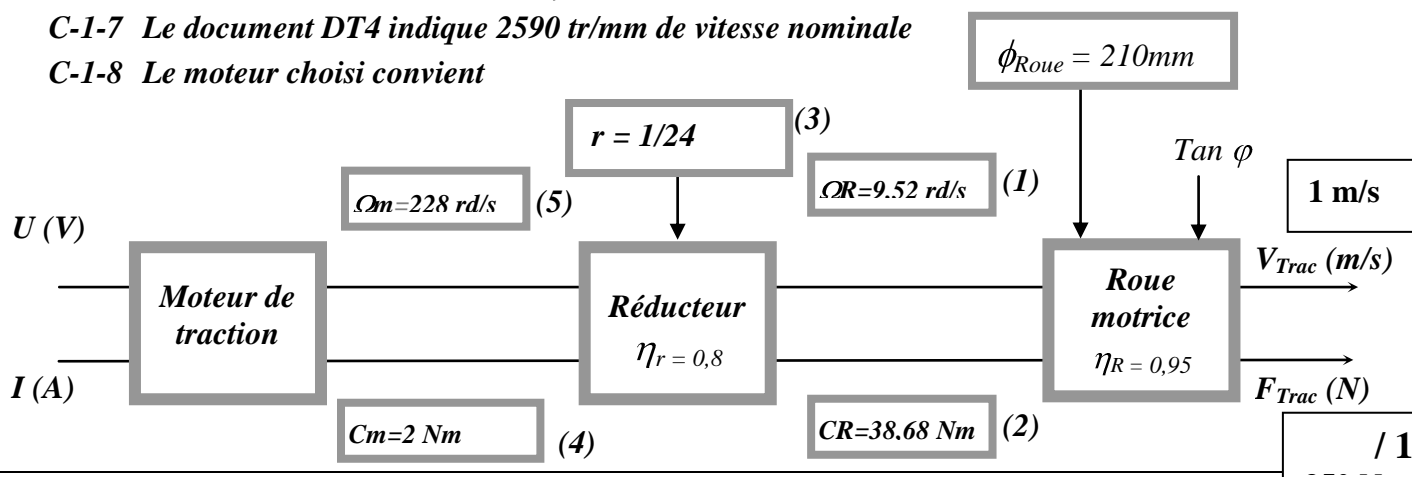 C-1-7 Le document DT4 indique 2590 tr/mm de vitesse nominale
C-1-8 Le moteur choisi convient
ϕRoue = 210mm
r = 1/24
(3)
Tan φ
Ωm=228 rd/s
(5)
ΩR=9.52 rd/s
(1)
1 m/s
U (V)
VTrac (m/s)
Moteur de
traction
Réducteur
ηr = 0,8
Roue
motrice
ηR = 0,95
I (A)
FTrac (N)
Cm=2 Nm
(4)
CR=38.68 Nm
(2)
/ 1